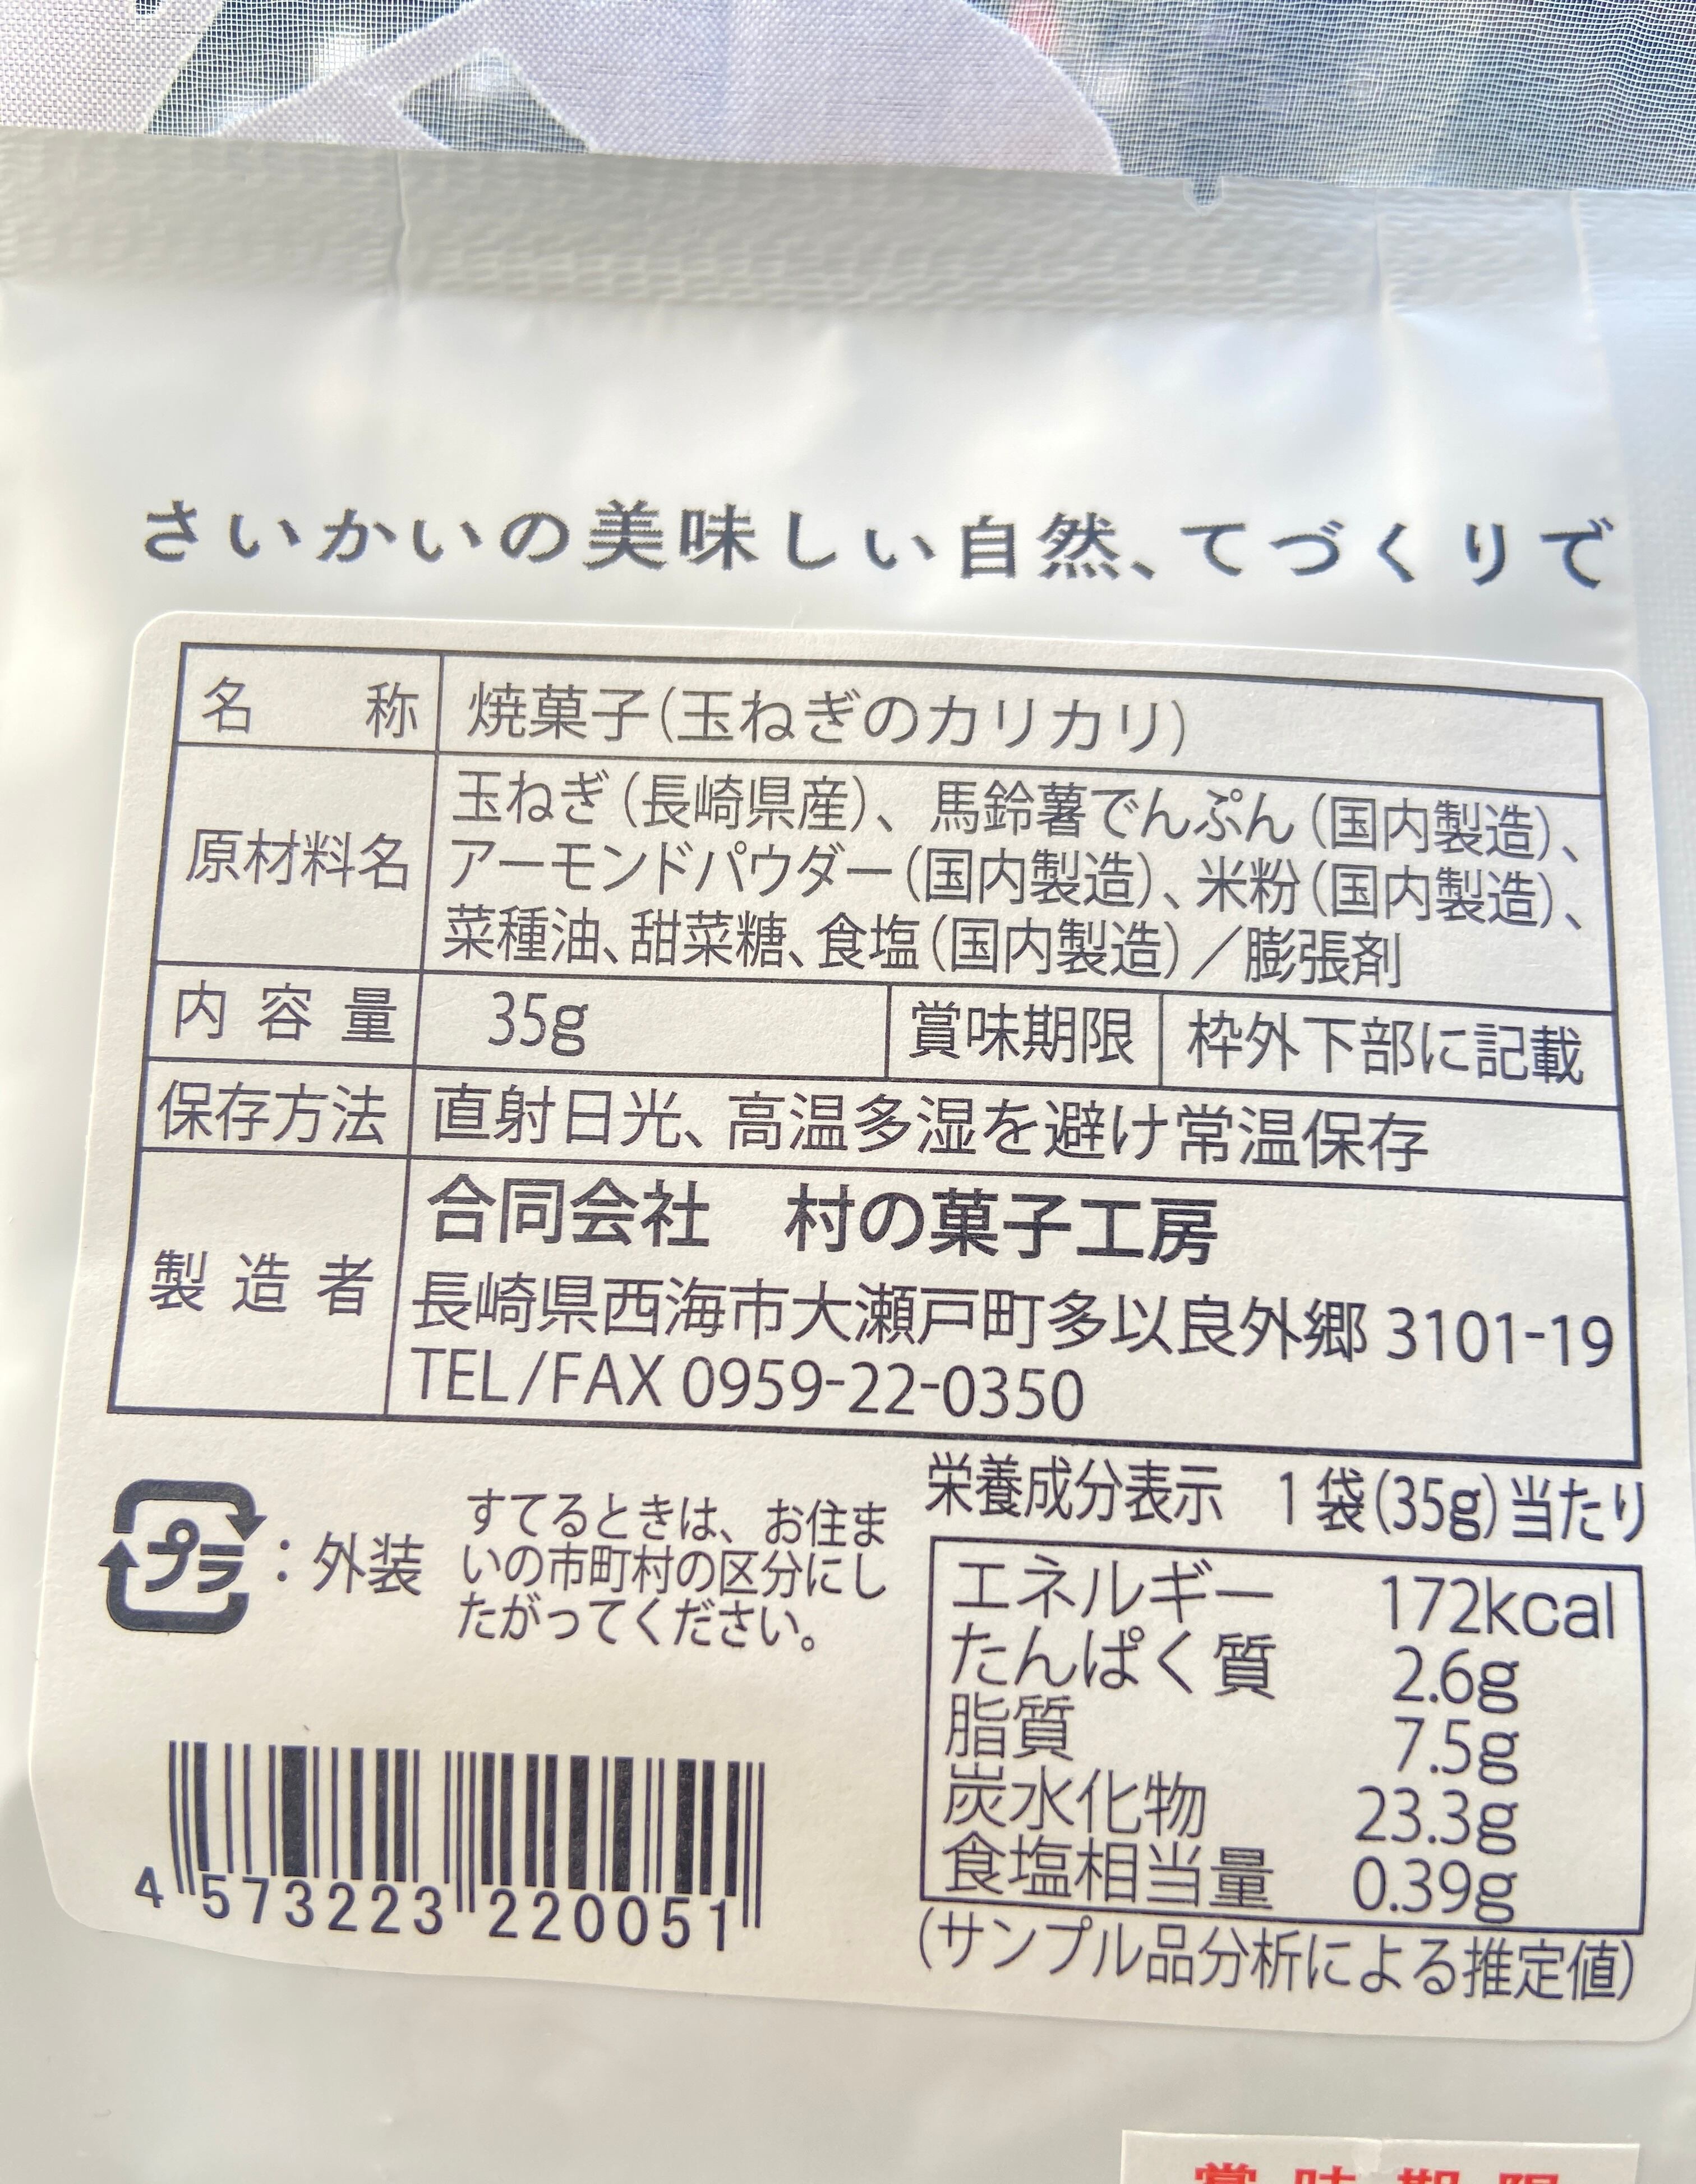 さいかいの美味しい自然、てづくりで
名称 焼菓子(玉ねぎのカリカリ)
原材料名 玉ねぎ(長崎県産)、馬鈴薯でんぷん(国内製造)、
アーモンドパウダー(国内製造)、米粉(国内製造)、
菜種油、甜菜糖、食塩(国内製造)/膨張剤
内容量 35g 賞味期限 枠外下部に記載
保存方法 直射日光、高温多湿を避け常温保存
製造者 合同会社 村の菓子工房
長崎県西海市大瀬戸町多以良外郷 3101-19
TEL/FAX 0959-22-0350
プラ:外装
すてるときは、お住ま
いの市町村の区分にし
たがってください。
栄養成分表示 1袋(35g)当たり
エネルギー 172kcal
たんぱく質 2.6g
脂質 7.5g
炭水化物 23.3g
食塩相当量 0.39g
(サンプル品分析による推定値)
4 573223 220051
賞味期限